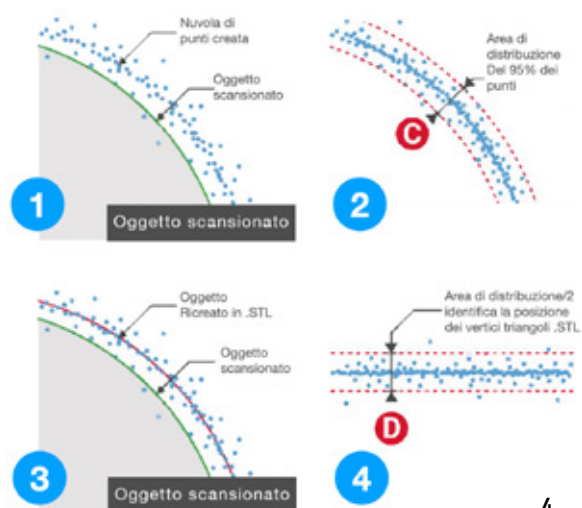 Nuvola di
punti creata
Oggetto
scansionato
1
Oggetto scansionato
Area di
distribuzione
Del 95% dei
punti
C
2
Oggetto
Ricreato in .STL
Oggetto
scansionato
3
Oggetto scansionato
Area di distribuzione/2
identifica la posizione
dei vertici triangoli .STL
D
4
4